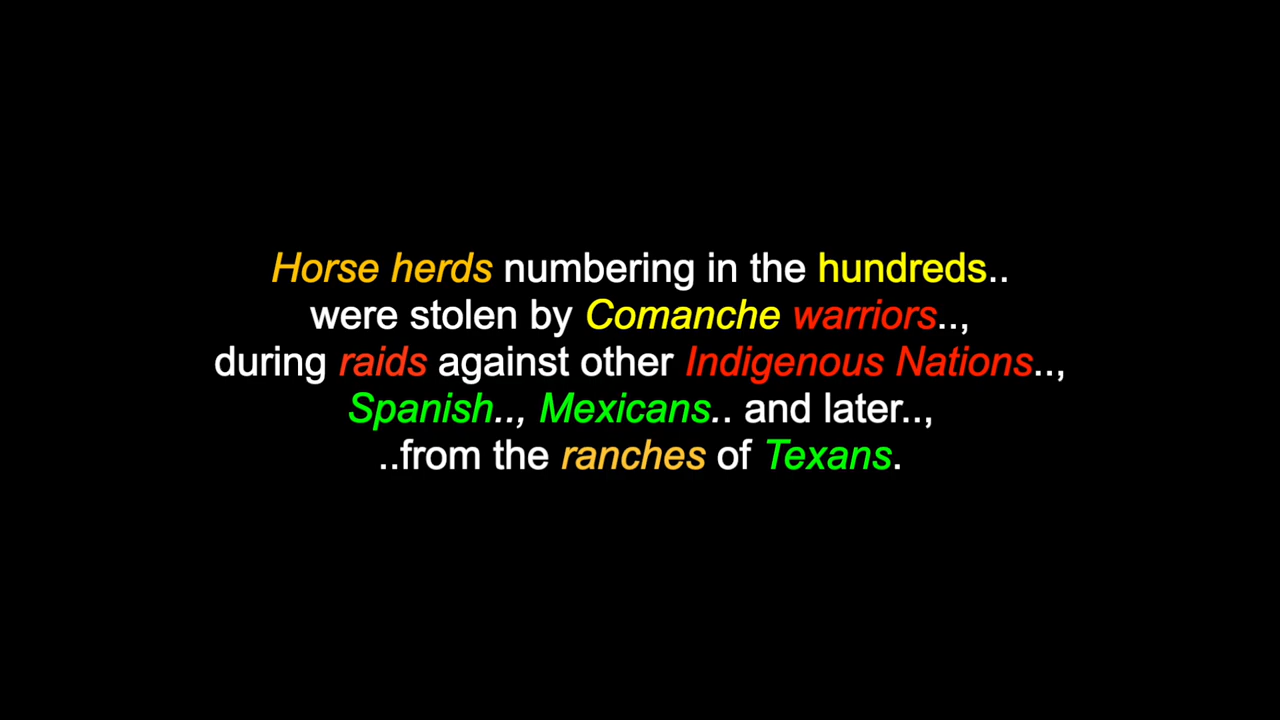 Horse herds numbering in the hundreds..
were stolen by Comanche warriors..,
during raids against other Indigenous Nations..,
Spanish.., Mexicans.. and later..,
..from the ranches of Texans.